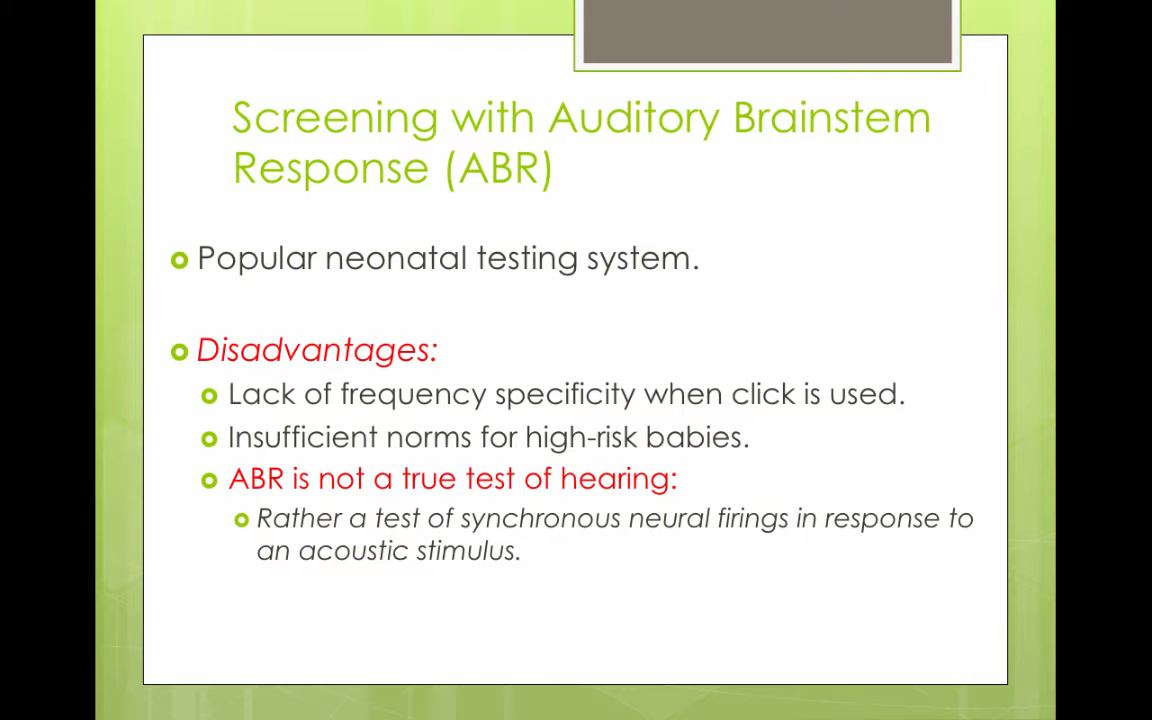 Screening with Auditory Brainstem
Response (ABR)
Popular neonatal testing system.
Disadvantages:
Lack of frequency specificity when click is used.
Insufficient norms for high-risk babies.
ABR is not a true test of hearing:
Rather a test of synchronous neural firings in response to
an acoustic stimulus.